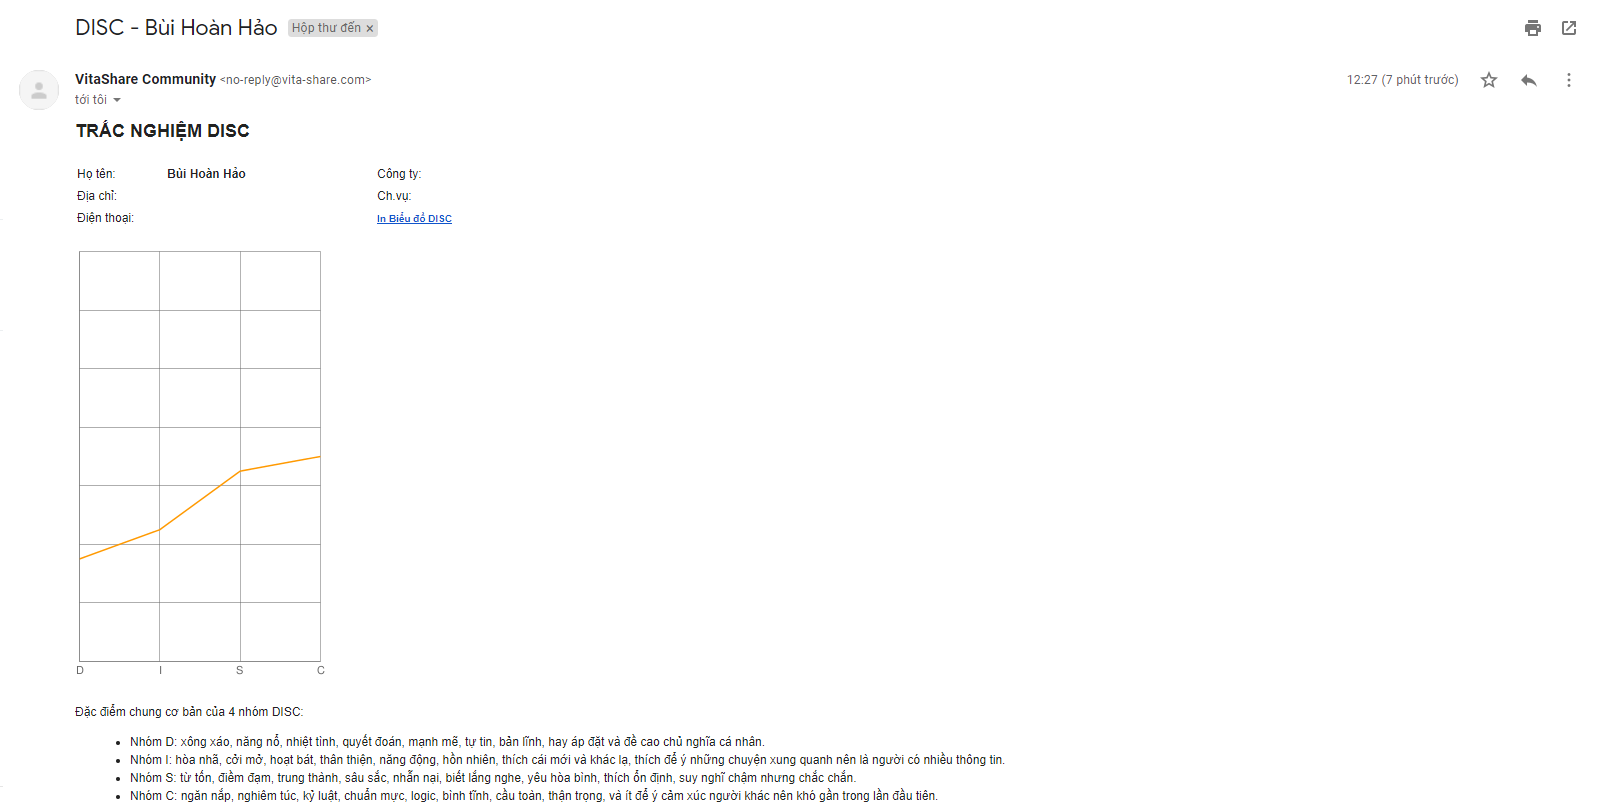 DISC - Bùi Hoàn Hảo Hộp thư đến ×
VitaShare Community <no-reply@vita-share.com> 12:27 (7 phút trước)
tới tôi
TRẮC NGHIỆM DISC
Họ tên: Bùi Hoàn Hảo Công ty:
Địa chỉ: Ch.vụ:
Điện thoại: In Biểu đồ DISC
D I S C
Đặc điểm chung cơ bản của 4 nhóm DISC:
• Nhóm D: xông xáo, năng nổ, nhiệt tình, quyết đoán, mạnh mẽ, tự tin, bản lĩnh, hay áp đặt và đề cao chủ nghĩa cá nhân.
• Nhóm I: hòa nhã, cởi mở, hoạt bát, thân thiện, năng động, hồn nhiên, thích cái mới và khác lạ, thích để ý những chuyện xung quanh nên là người có nhiều thông tin.
• Nhóm S: từ tốn, điềm đạm, trung thành, sâu sắc, nhẫn nại, biết lắng nghe, yêu hòa bình, thích ổn định, suy nghĩ chậm nhưng chắc chắn.
• Nhóm C: ngăn nắp, nghiêm túc, kỷ luật, chuẩn mực, logic, bình tĩnh, cầu toàn, thận trọng, và ít để ý cảm xúc người khác nên khó gần trong lần đầu tiên.